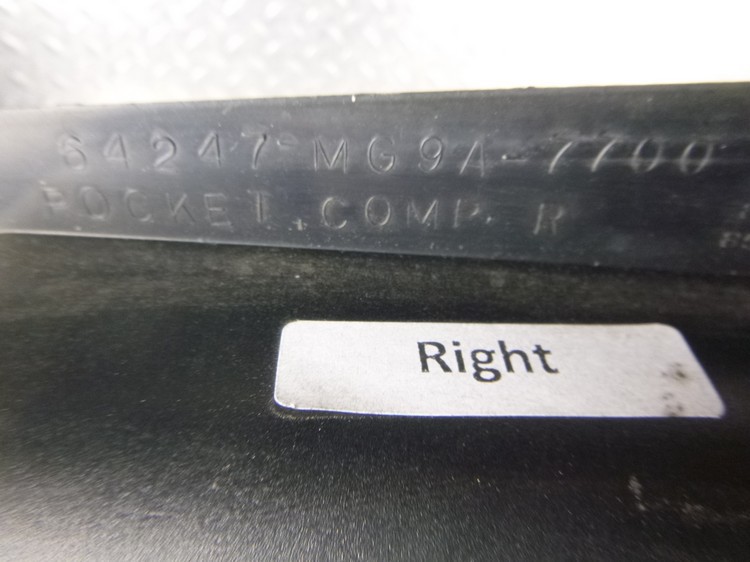 64247-MG9A-7700
POCKET, COMP. R
Right